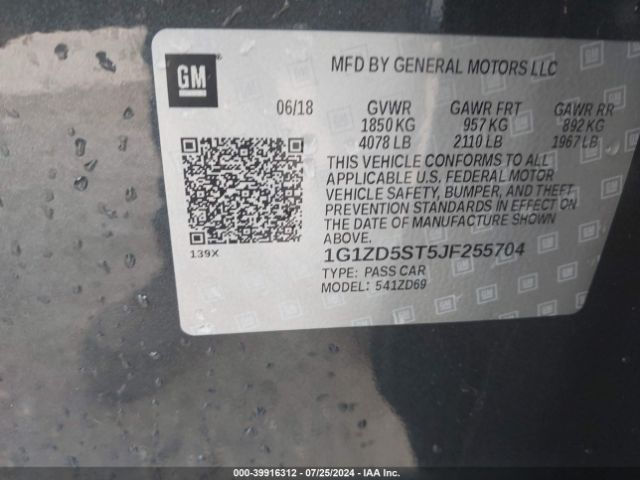 GM
MFD BY GENERAL MOTORS LLC
06/18 GVWR GAWR FRT GAWR RR
1850 KG 957 KG 892 KG
4078 LB 2110 LB 1967 LB
THIS VEHICLE CONFORMS TO ALL
APPLICABLE U.S. FEDERAL MOTOR
VEHICLE SAFETY, BUMPER, AND THEFT
PREVENTION STANDARDS IN EFFECT ON
THE DATE OF MANUFACTURE SHOWN
ABOVE.
139X
1G1ZD5ST5JF255704
TYPE: PASS CAR
MODEL: 541ZD69
000-39916312 - 07/25/2024 - IAA Inc.